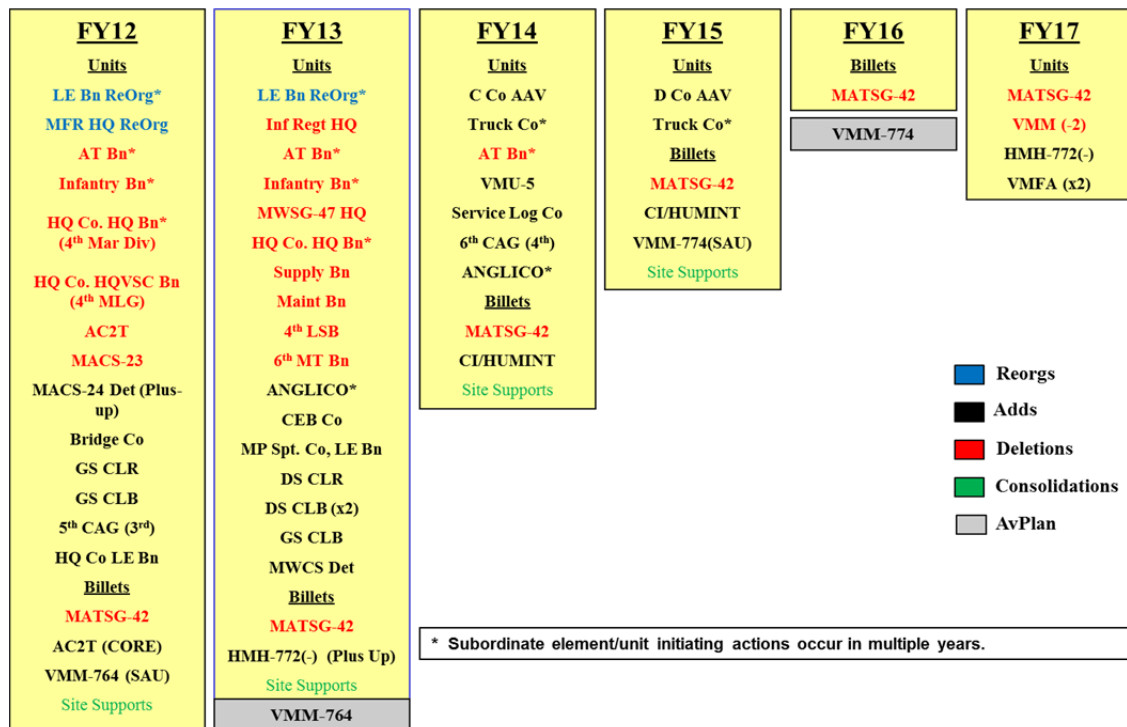 FY12
Units
LE Bn ReOrg*
MFR HQ ReOrg
AT Bn*
Infantry Bn*
HQ Co. HQ Bn*
(4th Mar Div)
HQ Co. HQVSC Bn
(4th MLG)
AC2T
MACS-23
MACS-24 Det (Plus-
up)
Bridge Co
GS CLR
GS CLB
5th CAG (3rd)
HQ Co LE Bn
Billets
MATSG-42
AC2T (CORE)
VMM-764 (SAU)
Site Supports
FY13
Units
LE Bn ReOrg*
Inf Regt HQ
AT Bn*
Infantry Bn*
MWSG-47 HQ
HQ Co. HQ Bn*
Supply Bn
Maint Bn
4th LSB
6th MT Bn
ANGLICO*
CEB Co
MP Spt. Co, LE Bn
DS CLR
DS CLB (x2)
GS CLB
MWCS Det
Billets
MATSG-42
HMH-772(-) (Plus Up)
Site Supports
VMM-764
FY14
Units
C Co AAV
Truck Co*
AT Bn*
VMU-5
Service Log Co
6th CAG (4th)
ANGLICO*
Billets
MATSG-42
CI/HUMINT
Site Supports
FY15
Units
D Co AAV
Truck Co*
Billets
MATSG-42
CI/HUMINT
VMM-774(SAU)
Site Supports
FY16
Billets
MATSG-42
VMM-774
FY17
Units
MATSG-42
VMM (-2)
HMH-772(-)
VMFA (x2)
Reorgs
Adds
Deletions
Consolidations
AvPlan
* Subordinate element/unit initiating actions occur in multiple years.